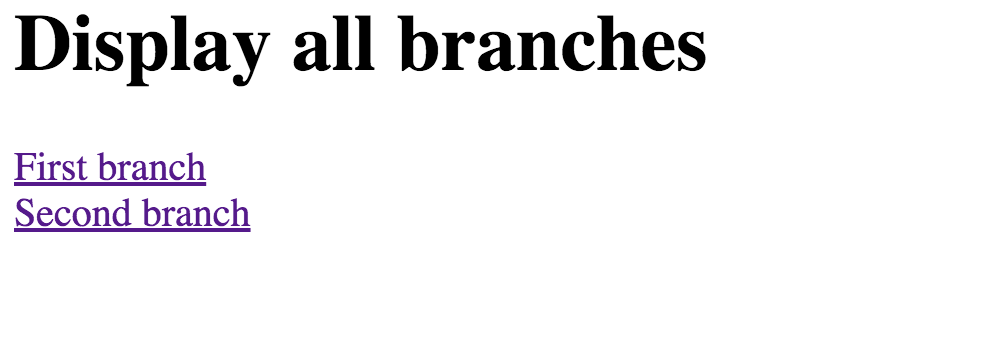 Display all branches
First branch
Second branch